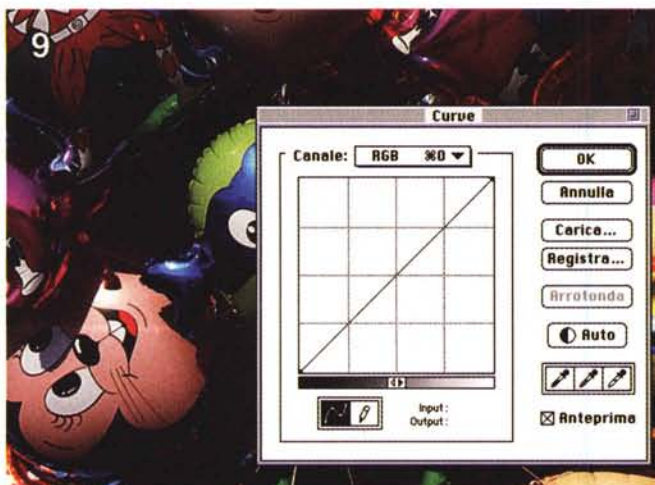 9
Curve
Canale: RGB ⌘0
OK
Annulla
Carica...
Registra...
Arrotonda
Auto
Input:
Output:
Anteprima